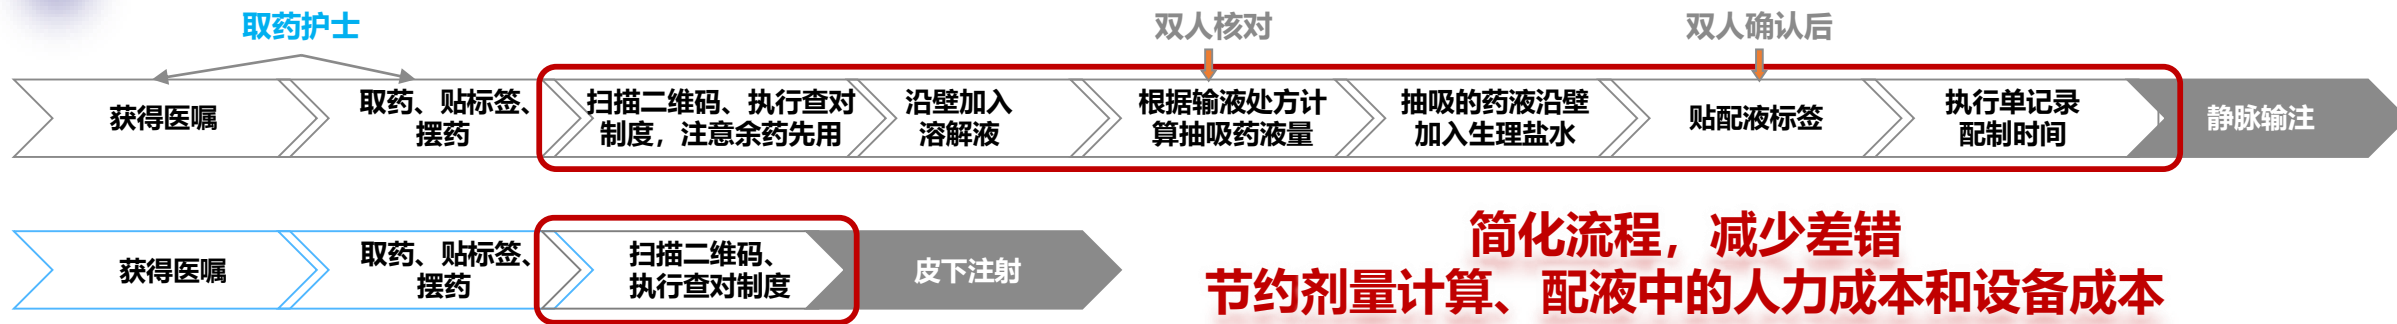 取药护士
双人核对
双人确认后
获得医嘱
取药、贴标签、
摆药
扫描二维码、执行查对
制度，注意余药先用
沿壁加入
溶解液
根据输液处方计
算抽吸药液量
抽吸的药液沿壁
加入生理盐水
贴配液标签
执行单记录
配制时间
静脉输注
获得医嘱
取药、贴标签、
摆药
扫描二维码、
执行查对制度
皮下注射
简化流程，减少差错
节约剂量计算、配液中的人力成本和设备成本